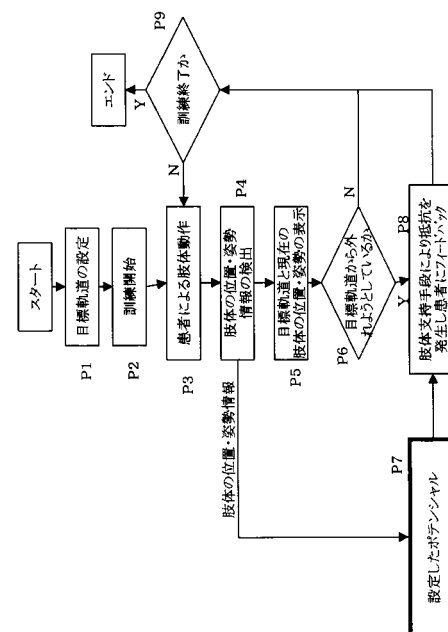 スタート
P1
目標軌道の設定
P2
訓練開始
P3
患者による肢体動作
P4
肢体の位置・姿勢
情報の検出
肢体の位置・姿勢情報
P5
目標軌道と現在の
肢体の位置・姿勢の表示
P6
目標軌道から外
れようとしているか
N
Y
P7
設定したポテンシャル
P8
肢体支持手段により抵抗を
発生し患者にフィードバック
P9
訓練終了か
N
Y
エンド